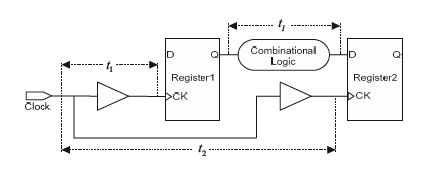 t₁
D Q
Register1
CK
tₗ
Combinational
Logic
D Q
Register2
CK
Clock
t₂